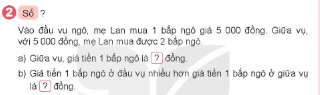 2 Số ?
Vào đầu vụ ngô, mẹ Lan mua 1 bắp ngô giá 5 000 đồng. Giữa vụ,
với 5 000 đồng, mẹ Lan mua được 2 bắp ngô.
a) Giữa vụ, giá tiền 1 bắp ngô là ? đồng.
b) Giá tiền 1 bắp ngô ở đầu vụ nhiều hơn giá tiền 1 bắp ngô ở giữa vụ
là ? đồng.